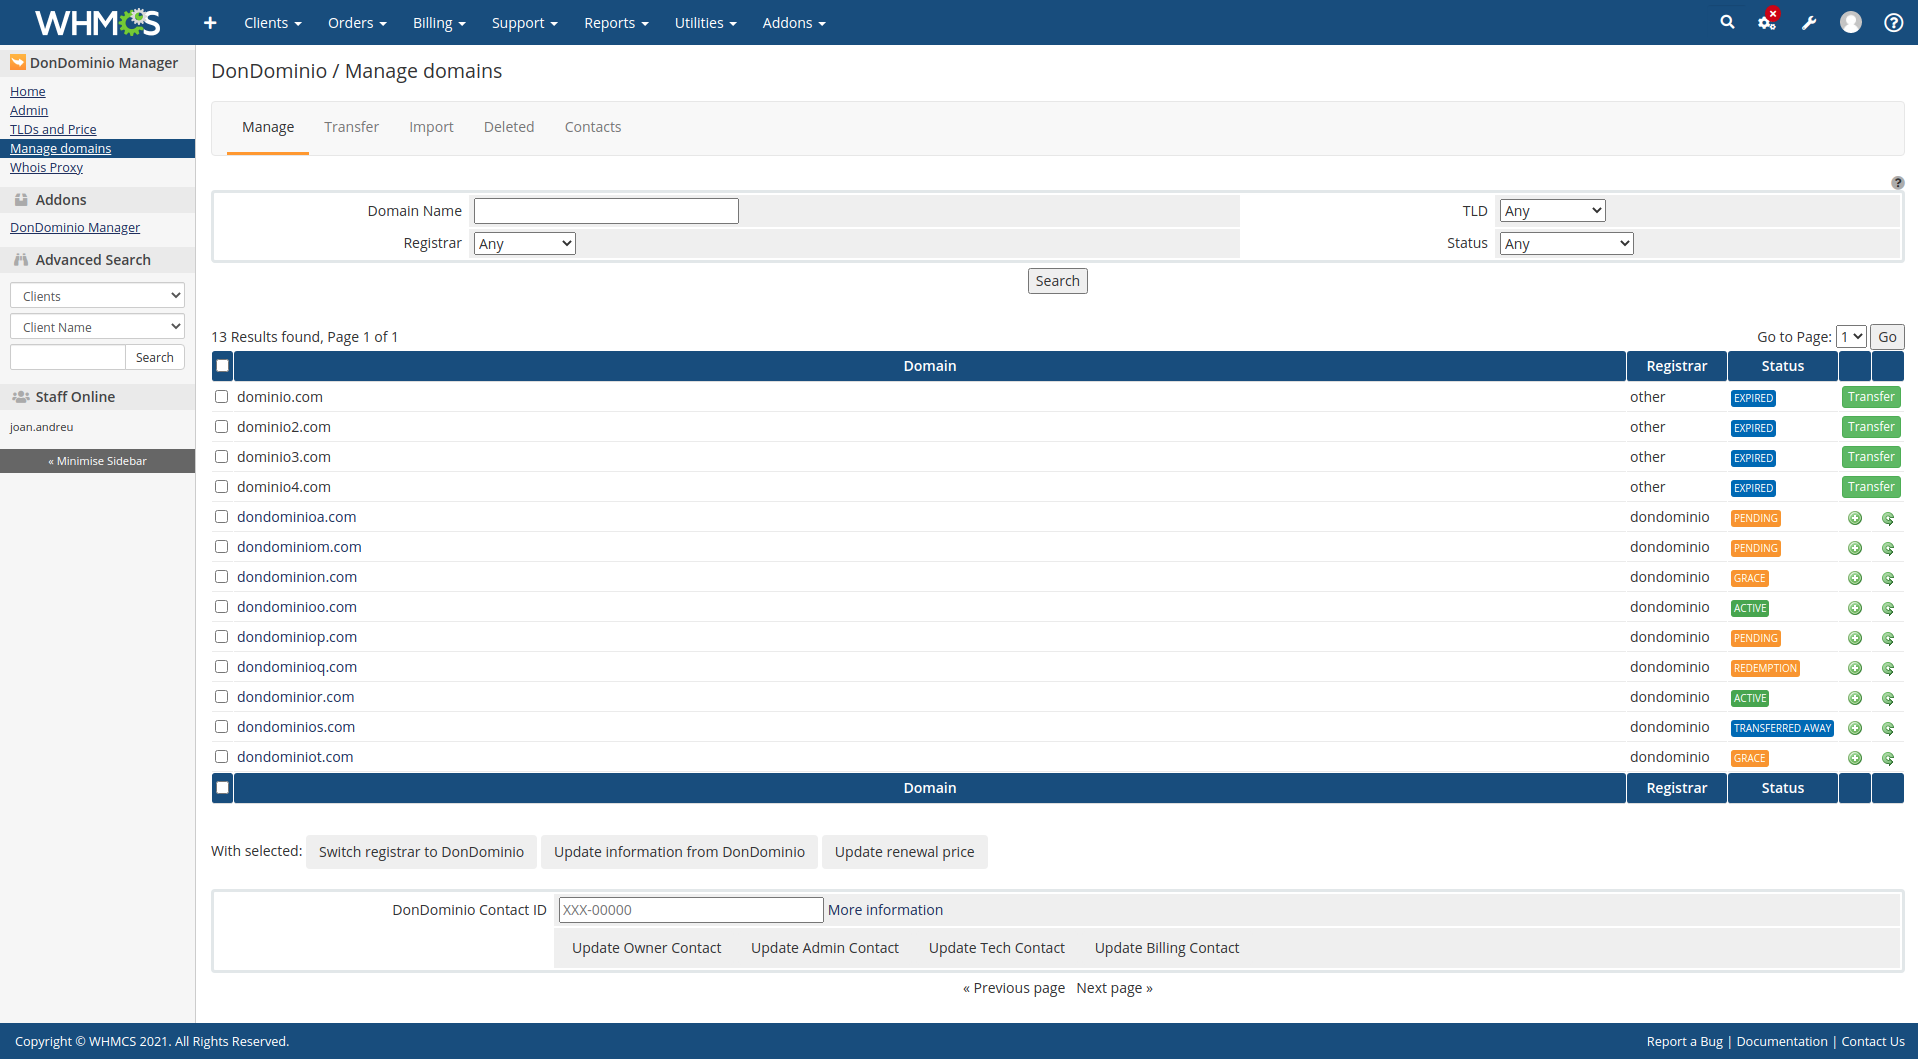 WHMCS
Clients Orders Billing Support Reports Utilities Addons
DonDominio Manager
Home
Admin
TLDs and Price
Manage domains
Whois Proxy
Addons
DonDominio Manager
Advanced Search
Clients
Client Name
Search
Staff Online
joan.andreu
« Minimise Sidebar
DonDominio / Manage domains
Manage Transfer Import Deleted Contacts
Domain Name TLD Any
Registrar Any Status Any
Search
13 Results found, Page 1 of 1 Go to Page: 1 Go
Domain Registrar Status
dominio.com other EXPIRED Transfer
dominio2.com other EXPIRED Transfer
dominio3.com other EXPIRED Transfer
dominio4.com other EXPIRED Transfer
dondominioa.com dondominio PENDING
dondominiom.com dondominio PENDING
dondominion.com dondominio GRACE
dondominioo.com dondominio ACTIVE
dondominiop.com dondominio PENDING
dondominioq.com dondominio REDEMPTION
dondominior.com dondominio ACTIVE
dondominios.com dondominio TRANSFERRED AWAY
dondominiot.com dondominio GRACE
Domain Registrar Status
With selected: Switch registrar to DonDominio Update information from DonDominio Update renewal price
DonDominio Contact ID XXX-00000 More information
Update Owner Contact Update Admin Contact Update Tech Contact Update Billing Contact
« Previous page Next page »
Copyright © WHMCS 2021. All Rights Reserved. Report a Bug | Documentation | Contact Us